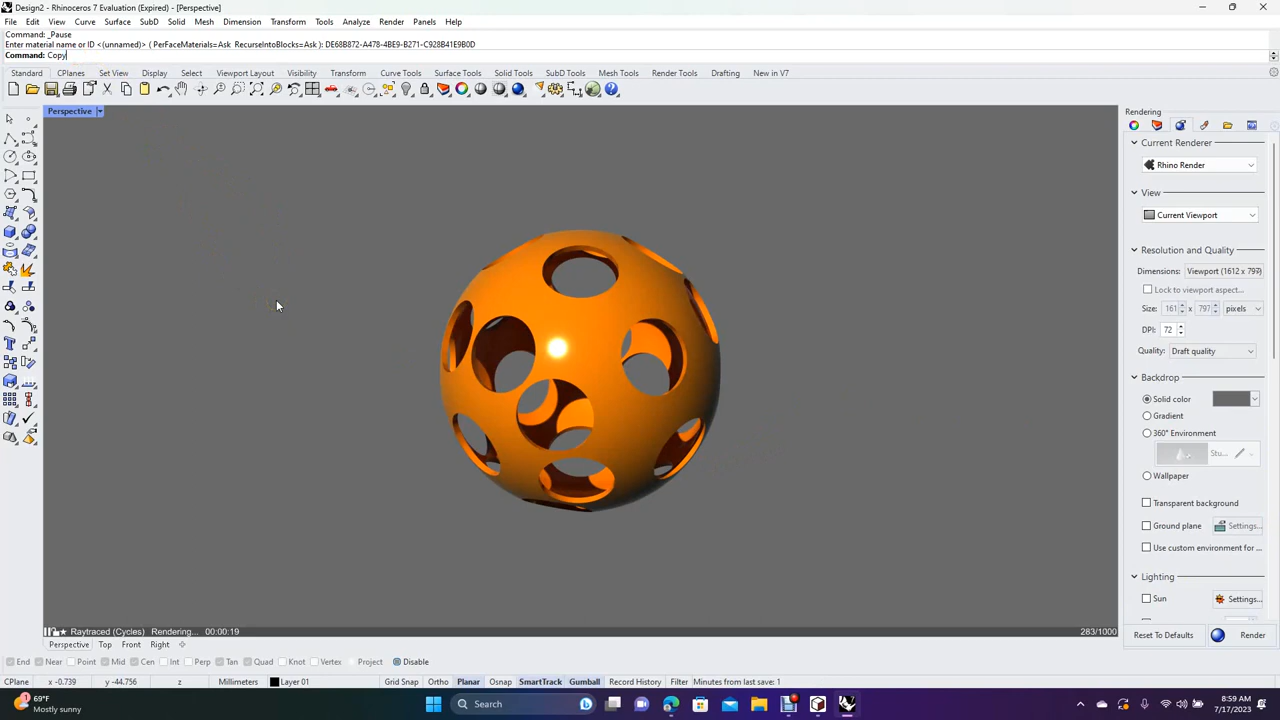 Design2 - Rhinoceros 7 Evaluation (Expired) - [Perspective]
File Edit View Curve Surface SubD Solid Mesh Dimension Transform Tools Analyze Render Panels Help
Command: _Pause
Enter material name or ID <(unnamed)> ( PerFaceMaterials=Ask RecurseIntoBlocks=Ask ): DE68B872-A478-4BE9-B271-C928B41E9B0D
Command: Copy
Standard CPlanes Set View Display Select Viewport Layout Visibility Transform Curve Tools Surface Tools Solid Tools SubD Tools Mesh Tools Render Tools Drafting New in V7
Perspective
Rendering
Current Renderer
Rhino Render
View
Current Viewport
Resolution and Quality
Dimensions: Viewport (1612 x 797)
Lock to viewport aspect...
Size: 161 x 797 pixels
DPI: 72
Quality: Draft quality
Backdrop
Solid color
Gradient
360° Environment
Stu...
Wallpaper
Transparent background
Ground plane Settings...
Use custom environment for ...
Lighting
Sun Settings...
Reset To Defaults Render
Raytraced (Cycles) Rendering... 00:00:19 283/1000
Perspective Top Front Right
End Near Point Mid Cen Int Perp Tan Quad Knot Vertex Project Disable
CPlane x -0.739 y -44.756 z Millimeters Layer 01 Grid Snap Ortho Planar Osnap SmartTrack Gumball Record History Filter Minutes from last save: 1
1
69°F
Mostly sunny
Search
8:59 AM
7/17/2023